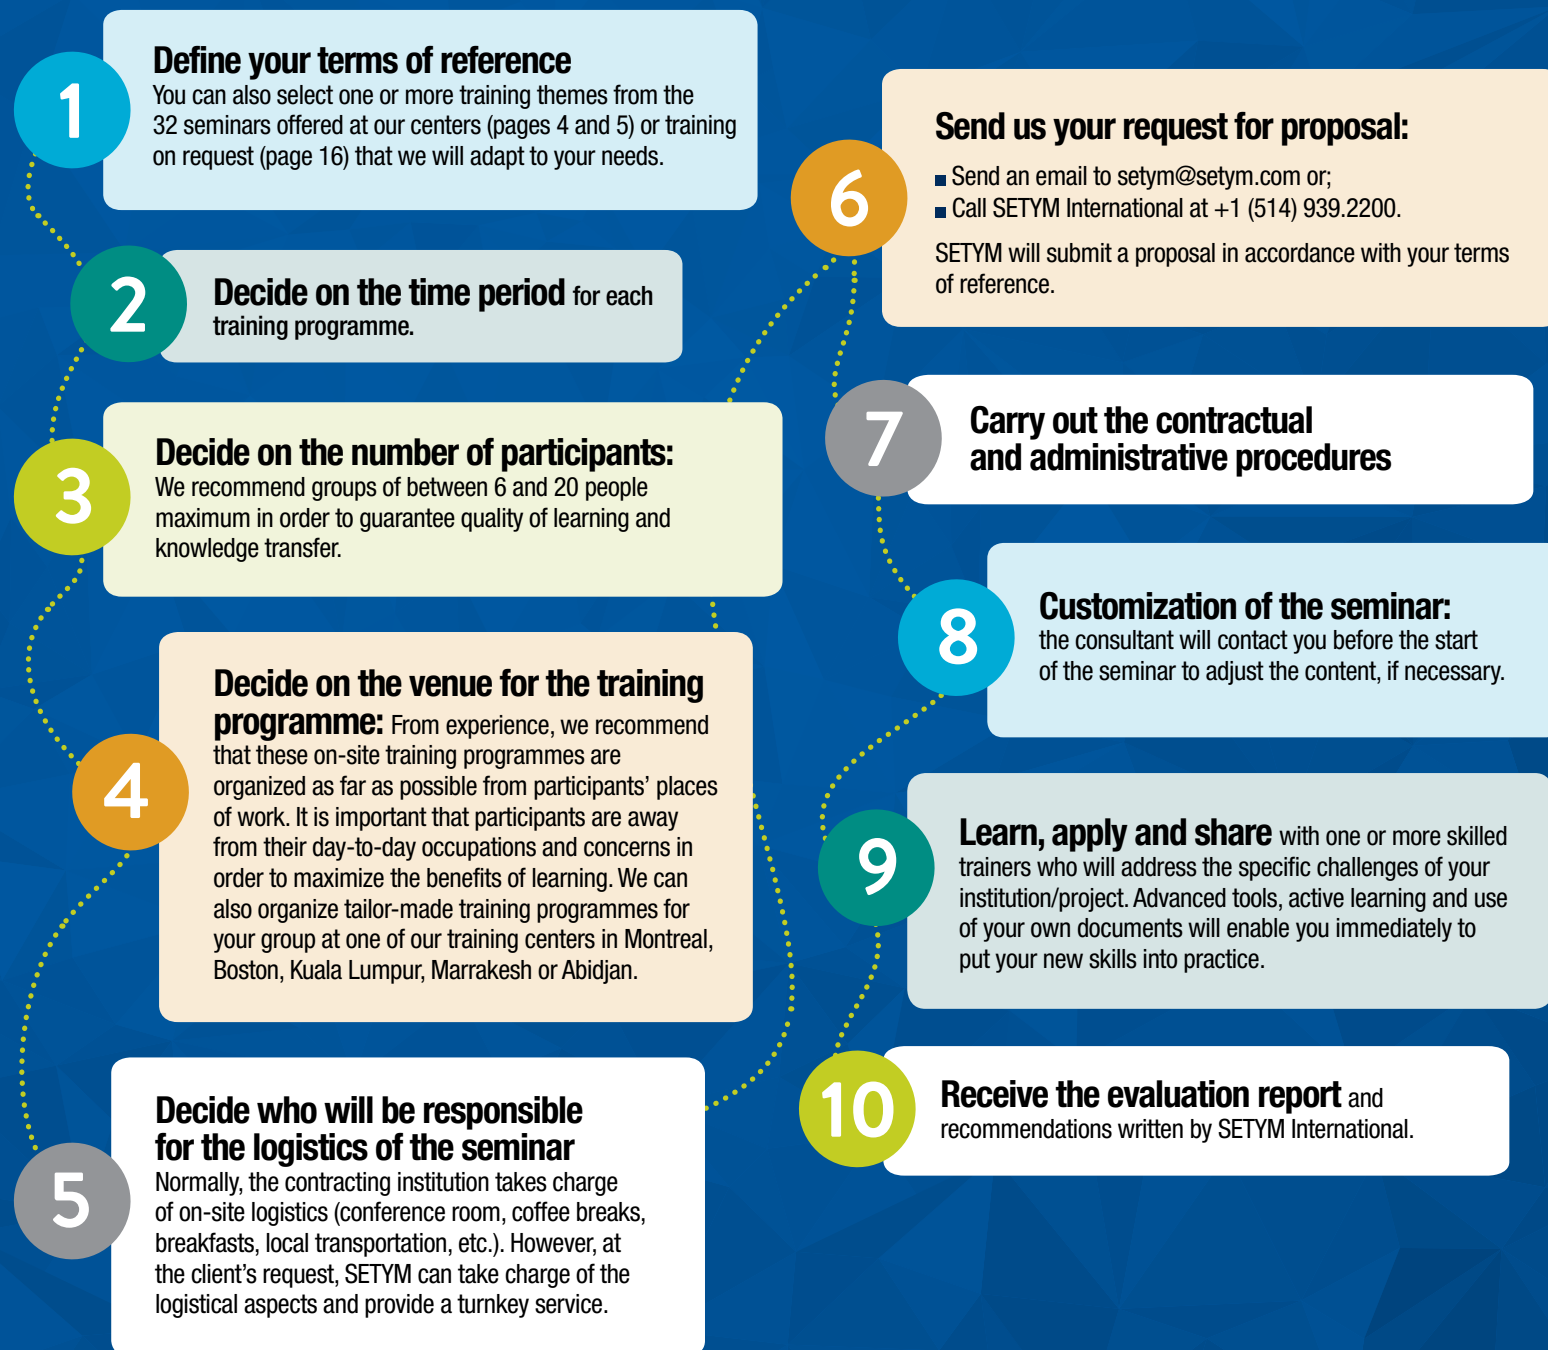 1
Define your terms of reference
You can also select one or more training themes from the
32 seminars offered at our centers (pages 4 and 5) or training
on request (page 16) that we will adapt to your needs.
2
Decide on the time period for each
training programme.
3
Decide on the number of participants:
We recommend groups of between 6 and 20 people
maximum in order to guarantee quality of learning and
knowledge transfer.
4
Decide on the venue for the training
programme: From experience, we recommend
that these on-site training programmes are
organized as far as possible from participants’ places
of work. It is important that participants are away
from their day-to-day occupations and concerns in
order to maximize the benefits of learning. We can
also organize tailor-made training programmes for
your group at one of our training centers in Montreal,
Boston, Kuala Lumpur, Marrakesh or Abidjan.
5
Decide who will be responsible
for the logistics of the seminar
Normally, the contracting institution takes charge
of on-site logistics (conference room, coffee breaks,
breakfasts, local transportation, etc.). However, at
the client’s request, SETYM can take charge of the
logistical aspects and provide a turnkey service.
6
Send us your request for proposal:
■ Send an email to setym@setym.com or;
■ Call SETYM International at +1 (514) 939.2200.
SETYM will submit a proposal in accordance with your terms
of reference.
7
Carry out the contractual
and administrative procedures
8
Customization of the seminar:
the consultant will contact you before the start
of the seminar to adjust the content, if necessary.
9
Learn, apply and share with one or more skilled
trainers who will address the specific challenges of your
institution/project. Advanced tools, active learning and use
of your own documents will enable you immediately to
put your new skills into practice.
10
Receive the evaluation report and
recommendations written by SETYM International.